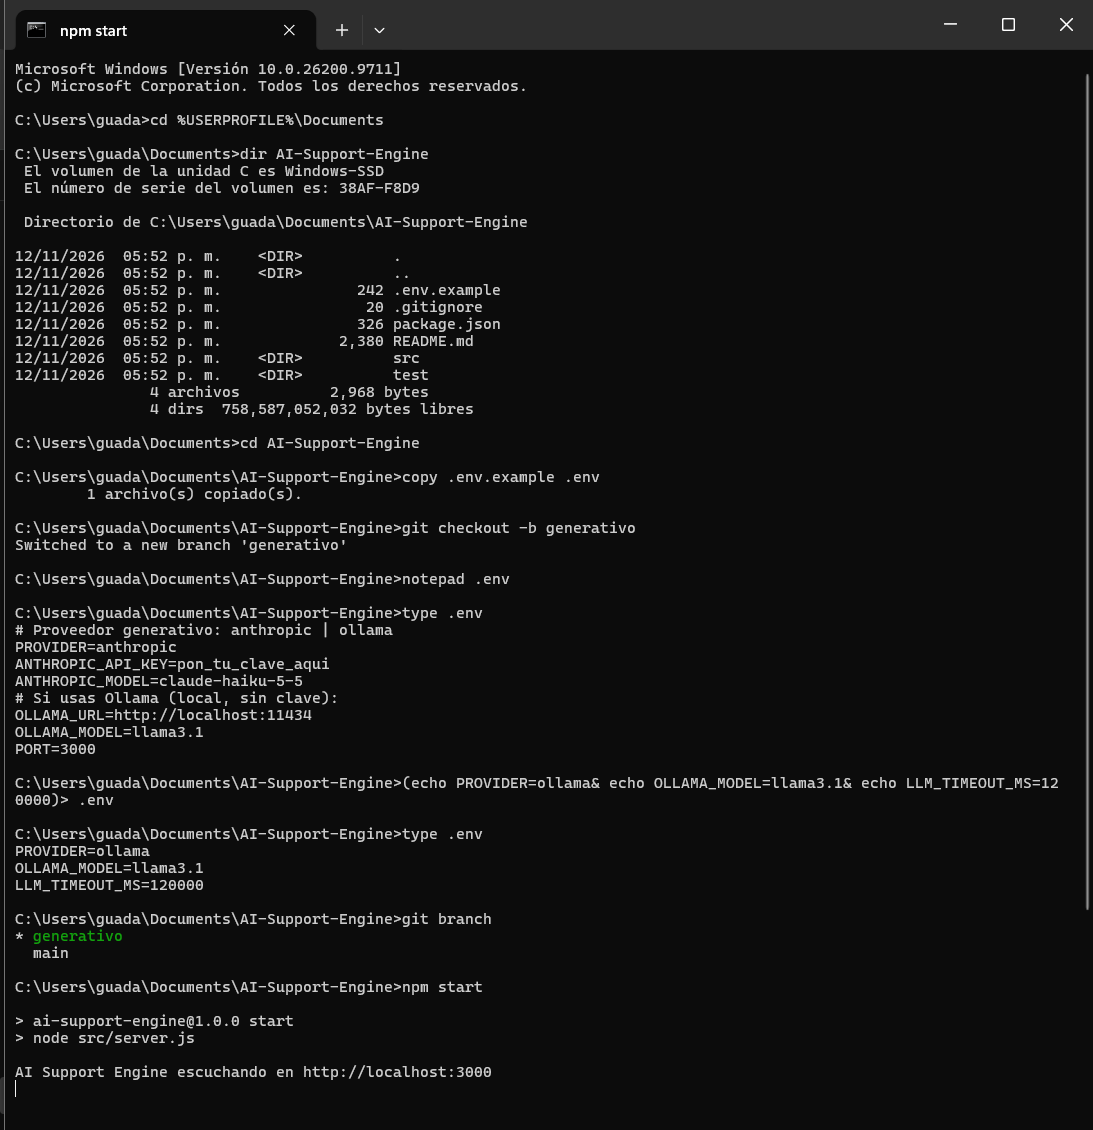 npm start
Microsoft Windows [Versión 10.0.26200.9711]
(c) Microsoft Corporation. Todos los derechos reservados.
C:\Users\guada>cd %USERPROFILE%\Documents
C:\Users\guada\Documents>dir AI-Support-Engine
 El volumen de la unidad C es Windows-SSD
 El número de serie del volumen es: 38AF-F8D9
 Directorio de C:\Users\guada\Documents\AI-Support-Engine
12/11/2026  05:52 p. m.    <DIR>          .
12/11/2026  05:52 p. m.    <DIR>          ..
12/11/2026  05:52 p. m.               242 .env.example
12/11/2026  05:52 p. m.                20 .gitignore
12/11/2026  05:52 p. m.               326 package.json
12/11/2026  05:52 p. m.             2,380 README.md
12/11/2026  05:52 p. m.    <DIR>          src
12/11/2026  05:52 p. m.    <DIR>          test
               4 archivos          2,968 bytes
               4 dirs  758,587,052,032 bytes libres
C:\Users\guada\Documents>cd AI-Support-Engine
C:\Users\guada\Documents\AI-Support-Engine>copy .env.example .env
        1 archivo(s) copiado(s).
C:\Users\guada\Documents\AI-Support-Engine>git checkout -b generativo
Switched to a new branch 'generativo'
C:\Users\guada\Documents\AI-Support-Engine>notepad .env
C:\Users\guada\Documents\AI-Support-Engine>type .env
# Proveedor generativo: anthropic | ollama
PROVIDER=anthropic
ANTHROPIC_API_KEY=pon_tu_clave_aqui
ANTHROPIC_MODEL=claude-haiku-5-5
# Si usas Ollama (local, sin clave):
OLLAMA_URL=http://localhost:11434
OLLAMA_MODEL=llama3.1
PORT=3000
C:\Users\guada\Documents\AI-Support-Engine>(echo PROVIDER=ollama& echo OLLAMA_MODEL=llama3.1& echo LLM_TIMEOUT_MS=12
0000)> .env
C:\Users\guada\Documents\AI-Support-Engine>type .env
PROVIDER=ollama
OLLAMA_MODEL=llama3.1
LLM_TIMEOUT_MS=120000
C:\Users\guada\Documents\AI-Support-Engine>git branch
* generativo
  main
C:\Users\guada\Documents\AI-Support-Engine>npm start
> ai-support-engine@1.0.0 start
> node src/server.js
AI Support Engine escuchando en http://localhost:3000